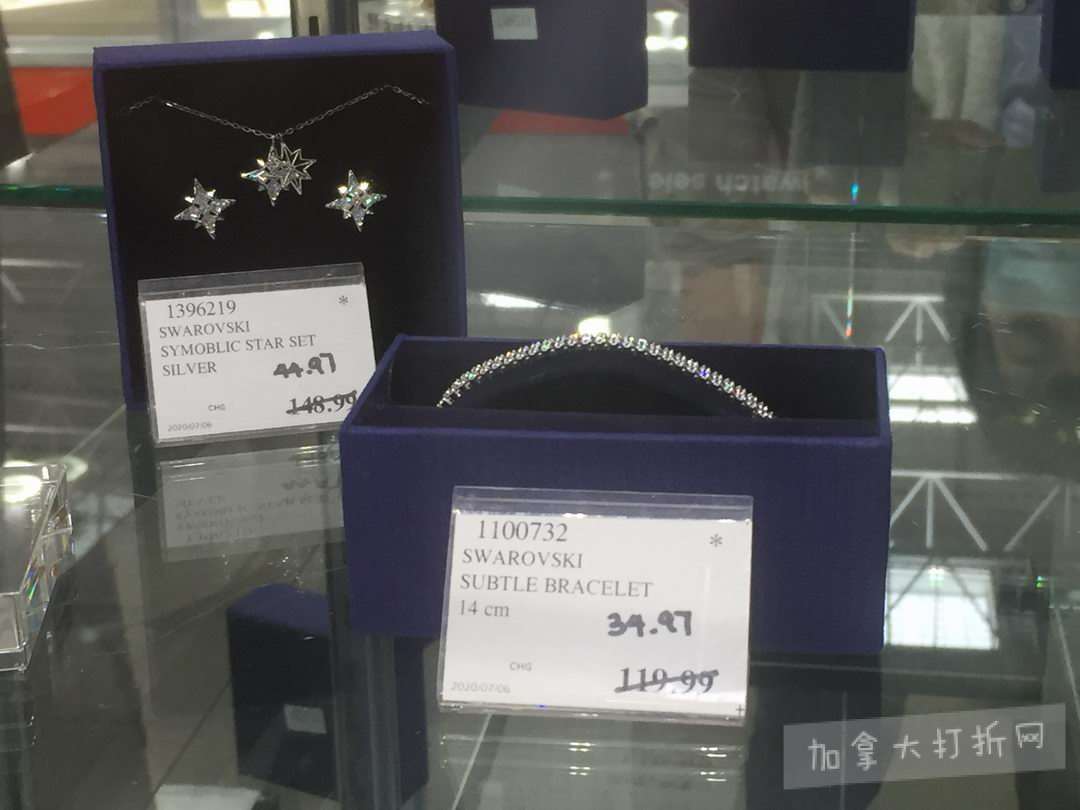 1396219 *
SWAROVSKI
SYMOBLIC STAR SET
SILVER 44.97
148.99
CHG
2020/07/06
1100732 *
SWAROVSKI
SUBTLE BRACELET
14 cm 34.97
CHG 119.99
2020/07/06
加拿大打折网